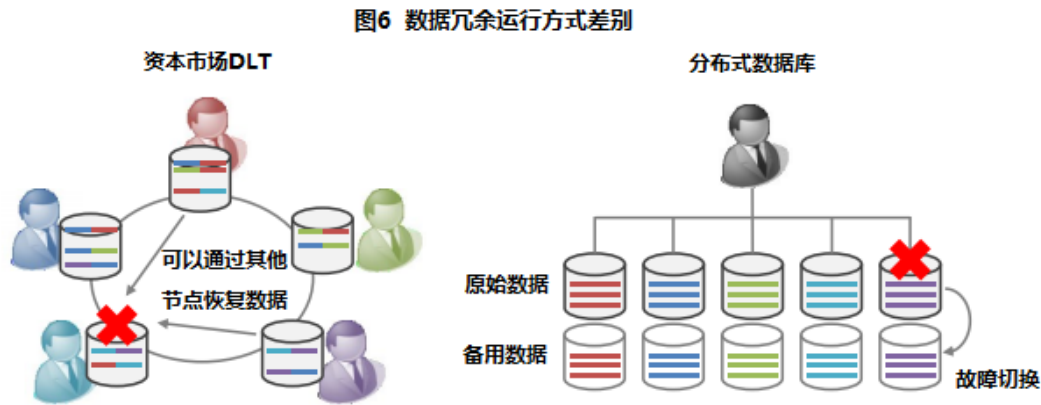 图6 数据冗余运行方式差别
资本市场DLT
分布式数据库
可以通过其他
节点恢复数据
原始数据
备用数据
故障切换